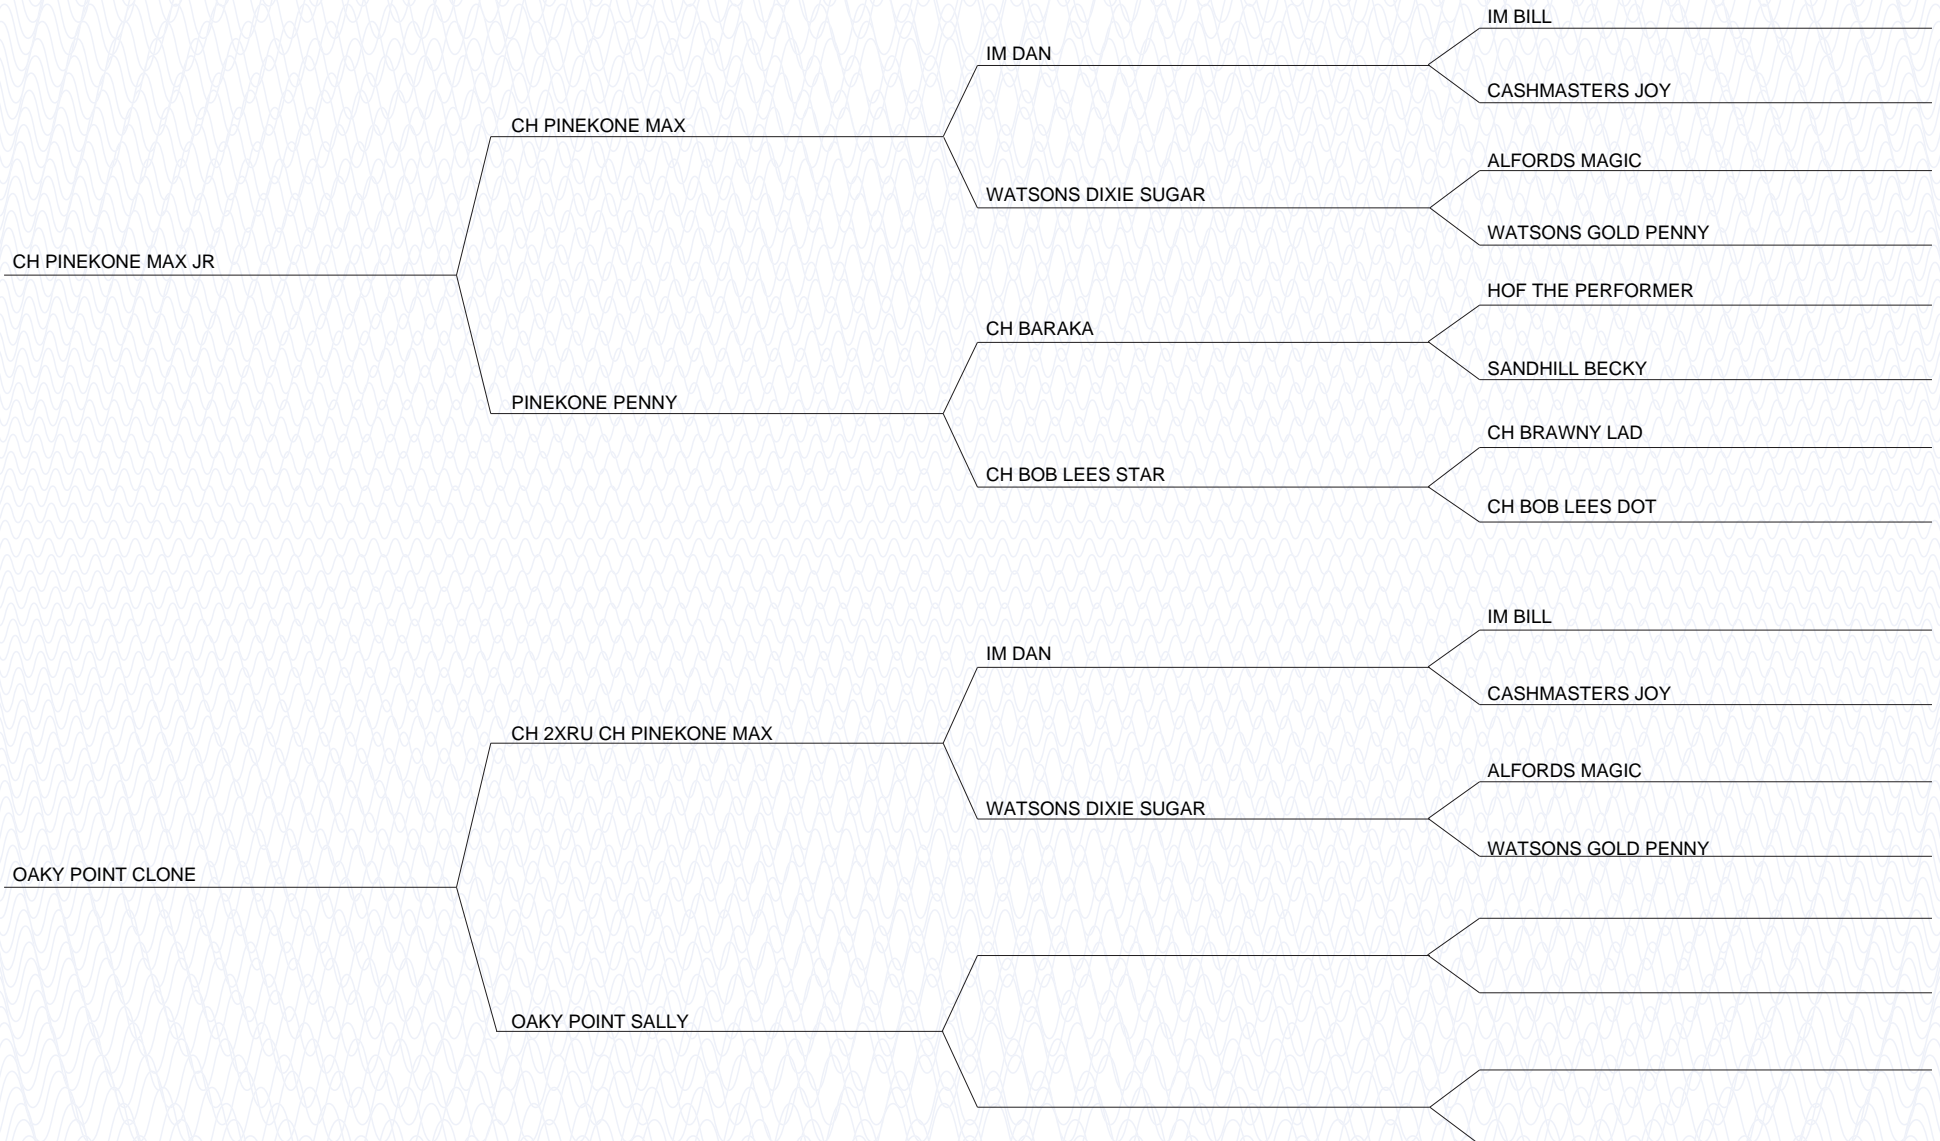 IM BILL
IM DAN
CASHMASTERS JOY
CH PINEKONE MAX
ALFORDS MAGIC
WATSONS DIXIE SUGAR
WATSONS GOLD PENNY
CH PINEKONE MAX JR
HOF THE PERFORMER
CH BARAKA
SANDHILL BECKY
PINEKONE PENNY
CH BRAWNY LAD
CH BOB LEES STAR
CH BOB LEES DOT
IM BILL
IM DAN
CASHMASTERS JOY
CH 2XRU CH PINEKONE MAX
ALFORDS MAGIC
WATSONS DIXIE SUGAR
WATSONS GOLD PENNY
OAKY POINT CLONE
OAKY POINT SALLY